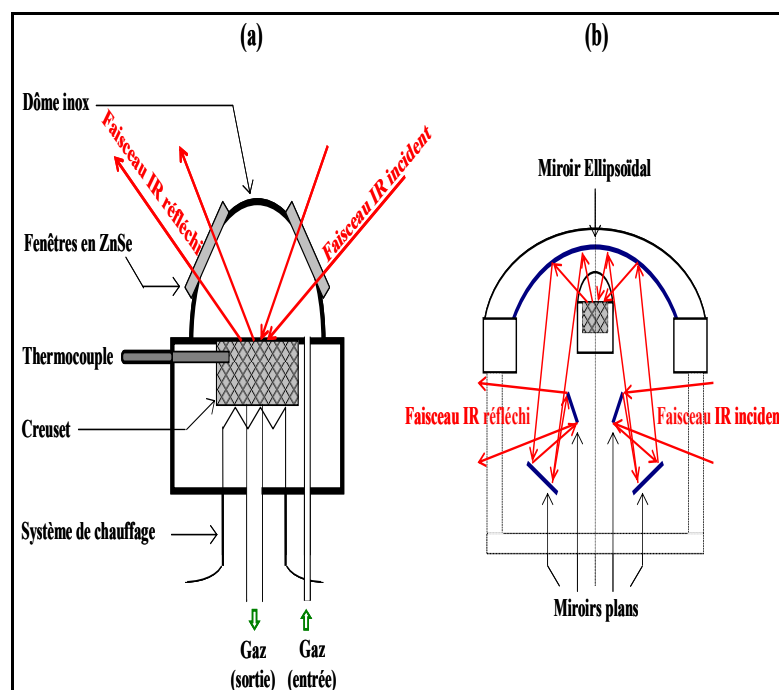 (a)
Dôme inox
Faisceau IR réfléchi
Faisceau IR incident
Fenêtres en ZnSe
Thermocouple
Creuset
Système de chauffage
Gaz
(sortie)
Gaz
(entrée)
(b)
Miroir Ellipsoïdal
Faisceau IR réfléchi
Faisceau IR inciden
Miroirs plans